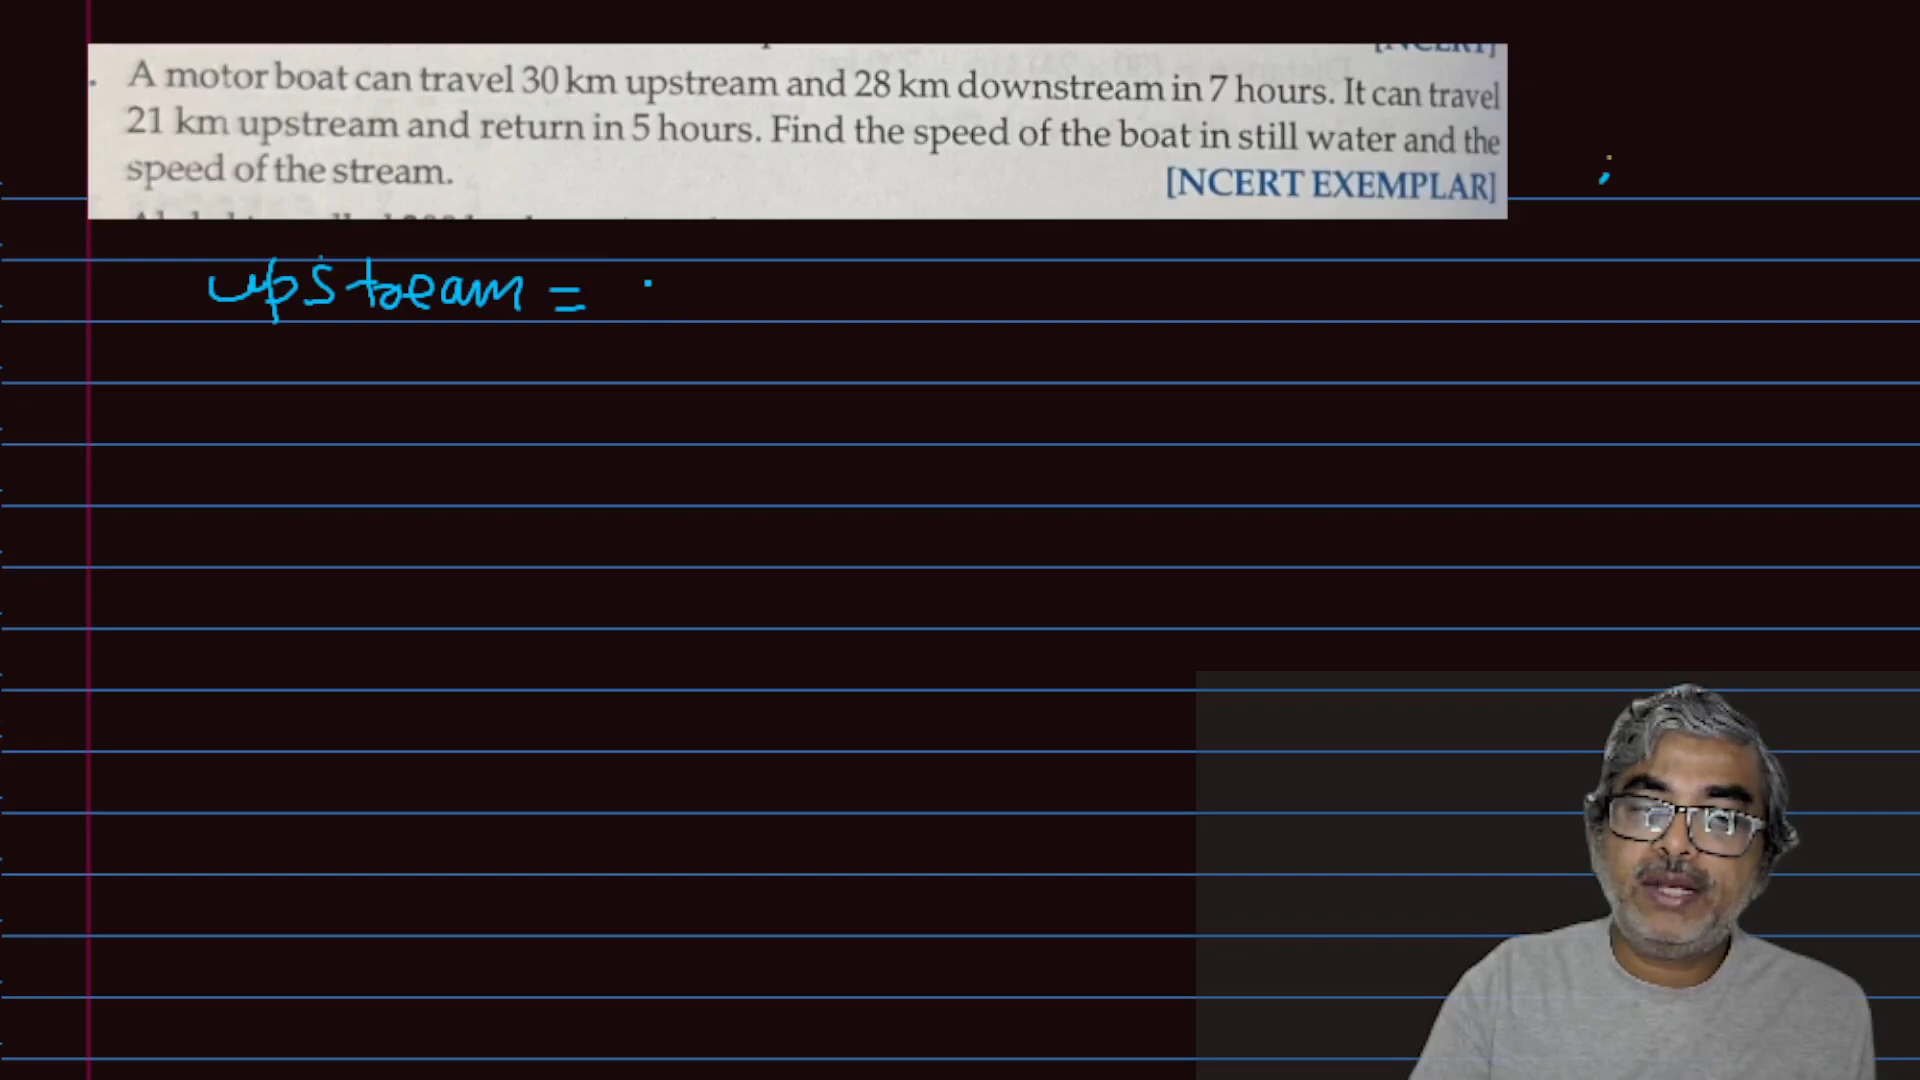 [NCERT]
. A motor boat can travel 30 km upstream and 28 km downstream in 7 hours. It can travel
21 km upstream and return in 5 hours. Find the speed of the boat in still water and the
speed of the stream.
[NCERT EXEMPLAR]
upstream =